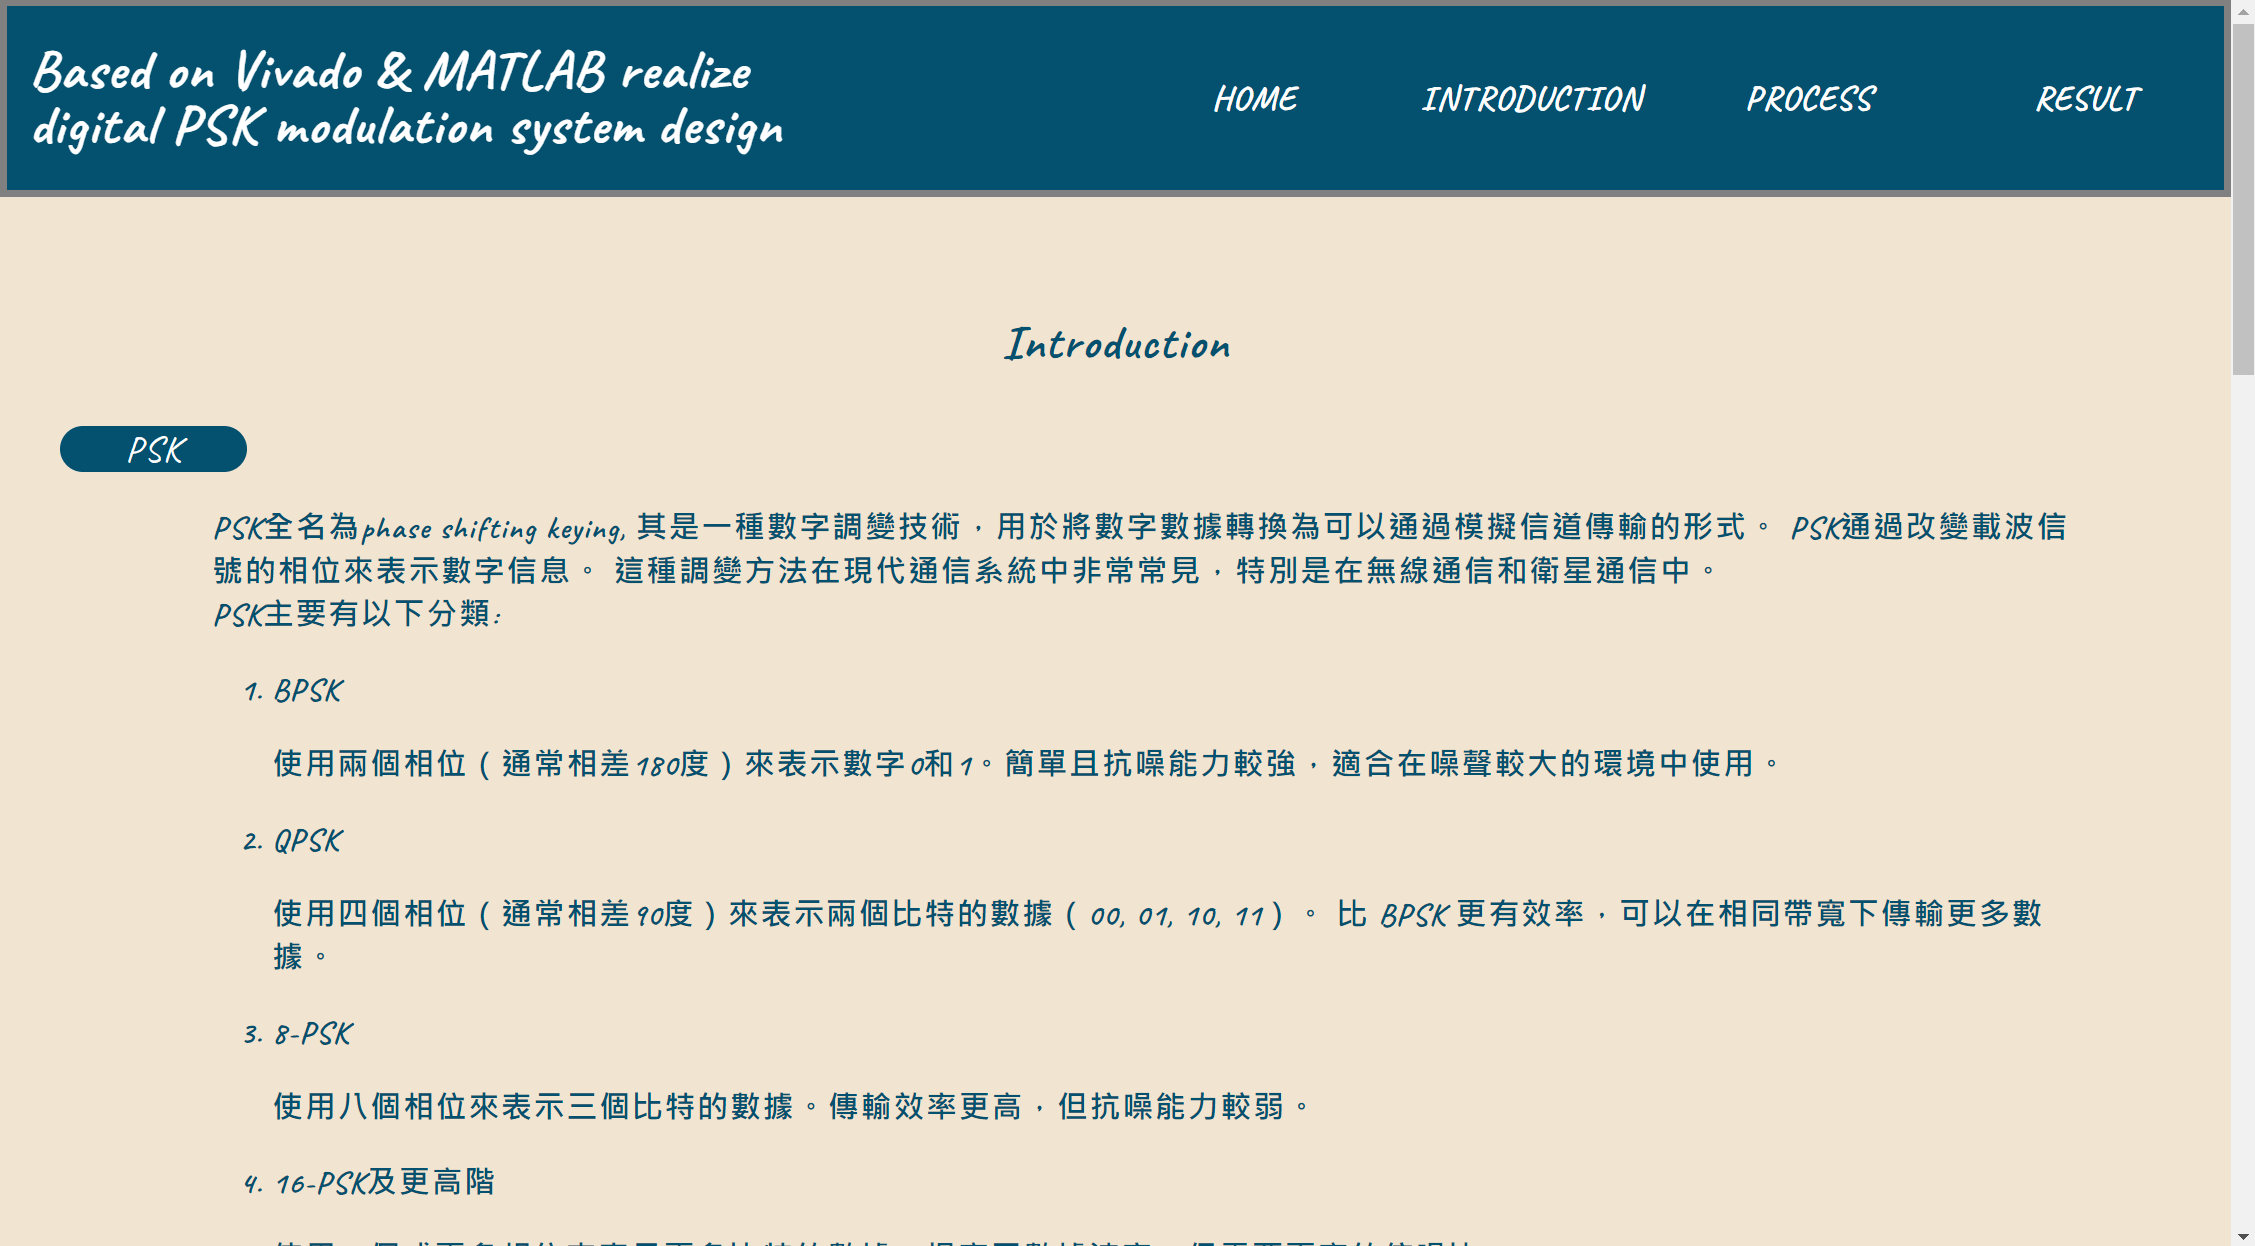 Based on Vivado & MATLAB realize
digital PSK modulation system design
HOME INTRODUCTION PROCESS RESULT
Introduction
PSK
PSK全名為phase shifting keying, 其是一種數字調變技術，用於將數字數據轉換為可以通過模擬信道傳輸的形式。 PSK通過改變載波信
號的相位來表示數字信息。 這種調變方法在現代通信系統中非常常見，特別是在無線通信和衛星通信中。
PSK主要有以下分類:
1. BPSK
使用兩個相位（通常相差180度）來表示數字0和1。簡單且抗噪能力較強，適合在噪聲較大的環境中使用。
2. QPSK
使用四個相位（通常相差90度）來表示兩個比特的數據（00, 01, 10, 11）。 比 BPSK 更有效率，可以在相同帶寬下傳輸更多數
據。
3. 8-PSK
使用八個相位來表示三個比特的數據。傳輸效率更高，但抗噪能力較弱。
4. 16-PSK及更高階